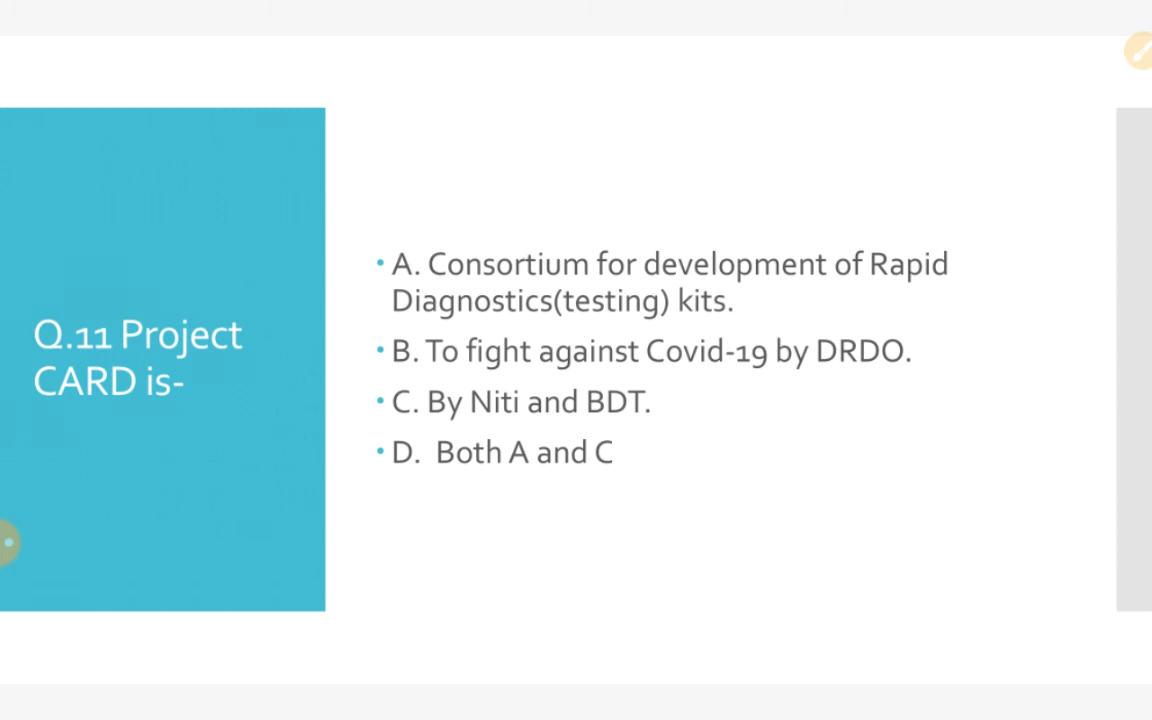 Q.11 Project
CARD is-
• A. Consortium for development of Rapid
Diagnostics(testing) kits.
• B. To fight against Covid-19 by DRDO.
• C. By Niti and BDT.
• D.  Both A and C